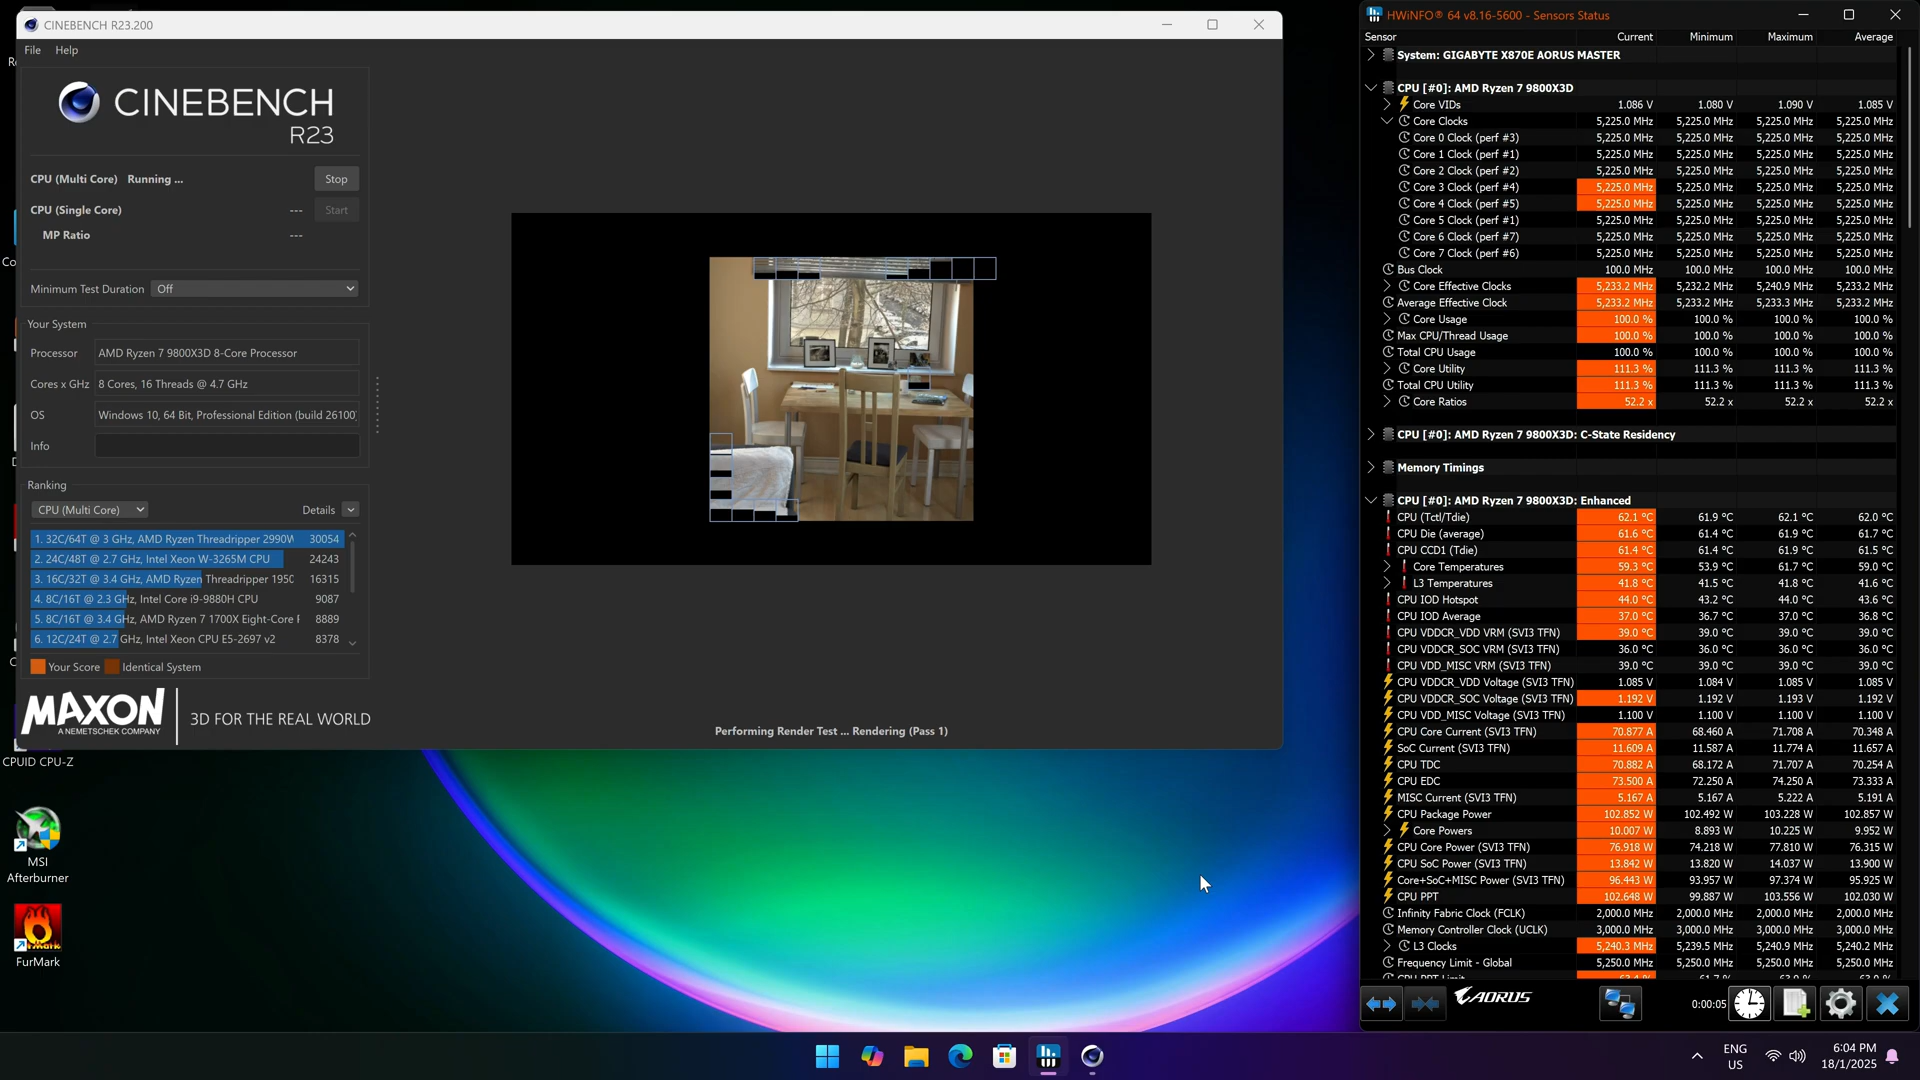 CINEBENCH R23.200
File Help
CINEBENCH
R23
CPU (Multi Core) Running ... Stop
CPU (Single Core) --- Start
MP Ratio ---
Minimum Test Duration Off
Your System
Processor AMD Ryzen 7 9800X3D 8-Core Processor
Cores x GHz 8 Cores, 16 Threads @ 4.7 GHz
OS Windows 10, 64 Bit, Professional Edition (build 26100)
Info
Ranking
CPU (Multi Core) Details
1. 32C/64T @ 3 GHz, AMD Ryzen Threadripper 2990W 30054
2. 24C/48T @ 2.7 GHz, Intel Xeon W-3265M CPU 24243
3. 16C/32T @ 3.4 GHz, AMD Ryzen Threadripper 195C 16315
4. 8C/16T @ 2.3 GHz, Intel Core i9-9880H CPU 9087
5. 8C/16T @ 3.4 GHz, AMD Ryzen 7 1700X Eight-Core F 8889
6. 12C/24T @ 2.7 GHz, Intel Xeon CPU E5-2697 v2 8378
Your Score Identical System
MAXON
A NEMETSCHEK COMPANY
3D FOR THE REAL WORLD
Performing Render Test ... Rendering (Pass 1)
CPUID CPU-Z
MSI
Afterburner
FurMark
HWiNFO® 64 v8.16-5600 - Sensors Status
Sensor Current Minimum Maximum Average
System: GIGABYTE X870E AORUS MASTER
CPU [#0]: AMD Ryzen 7 9800X3D
Core VIDs 1.086 V 1.080 V 1.090 V 1.085 V
Core Clocks 5,225.0 MHz 5,225.0 MHz 5,225.0 MHz 5,225.0 MHz
Core 0 Clock (perf #3) 5,225.0 MHz 5,225.0 MHz 5,225.0 MHz 5,225.0 MHz
Core 1 Clock (perf #1) 5,225.0 MHz 5,225.0 MHz 5,225.0 MHz 5,225.0 MHz
Core 2 Clock (perf #2) 5,225.0 MHz 5,225.0 MHz 5,225.0 MHz 5,225.0 MHz
Core 3 Clock (perf #4) 5,225.0 MHz 5,225.0 MHz 5,225.0 MHz 5,225.0 MHz
Core 4 Clock (perf #5) 5,225.0 MHz 5,225.0 MHz 5,225.0 MHz 5,225.0 MHz
Core 5 Clock (perf #1) 5,225.0 MHz 5,225.0 MHz 5,225.0 MHz 5,225.0 MHz
Core 6 Clock (perf #7) 5,225.0 MHz 5,225.0 MHz 5,225.0 MHz 5,225.0 MHz
Core 7 Clock (perf #6) 5,225.0 MHz 5,225.0 MHz 5,225.0 MHz 5,225.0 MHz
Bus Clock 100.0 MHz 100.0 MHz 100.0 MHz 100.0 MHz
Core Effective Clocks 5,233.2 MHz 5,232.2 MHz 5,240.9 MHz 5,233.2 MHz
Average Effective Clock 5,233.2 MHz 5,233.2 MHz 5,233.3 MHz 5,233.2 MHz
Core Usage 100.0 % 100.0 % 100.0 % 100.0 %
Max CPU/Thread Usage 100.0 % 100.0 % 100.0 % 100.0 %
Total CPU Usage 100.0 % 100.0 % 100.0 % 100.0 %
Core Utility 111.3 % 111.3 % 111.3 % 111.3 %
Total CPU Utility 111.3 % 111.3 % 111.3 % 111.3 %
Core Ratios 52.2 x 52.2 x 52.2 x 52.2 x
CPU [#0]: AMD Ryzen 7 9800X3D: C-State Residency
Memory Timings
CPU [#0]: AMD Ryzen 7 9800X3D: Enhanced
CPU (Tctl/Tdie) 62.1 °C 61.9 °C 62.1 °C 62.0 °C
CPU Die (average) 61.6 °C 61.4 °C 61.9 °C 61.7 °C
CPU CCD1 (Tdie) 61.4 °C 61.4 °C 61.9 °C 61.5 °C
Core Temperatures 59.3 °C 53.9 °C 61.7 °C 59.0 °C
L3 Temperatures 41.8 °C 41.5 °C 41.8 °C 41.6 °C
CPU IOD Hotspot 44.0 °C 43.2 °C 44.0 °C 43.6 °C
CPU IOD Average 37.0 °C 36.7 °C 37.0 °C 36.8 °C
CPU VDDCR_VDD VRM (SVI3 TFN) 39.0 °C 39.0 °C 39.0 °C 39.0 °C
CPU VDDCR_SOC VRM (SVI3 TFN) 36.0 °C 36.0 °C 36.0 °C 36.0 °C
CPU VDD_MISC VRM (SVI3 TFN) 39.0 °C 39.0 °C 39.0 °C 39.0 °C
CPU VDDCR_VDD Voltage (SVI3 TFN) 1.085 V 1.084 V 1.085 V 1.085 V
CPU VDDCR_SOC Voltage (SVI3 TFN) 1.192 V 1.192 V 1.193 V 1.192 V
CPU VDD_MISC Voltage (SVI3 TFN) 1.100 V 1.100 V 1.100 V 1.100 V
CPU Core Current (SVI3 TFN) 70.877 A 68.460 A 71.708 A 70.348 A
SoC Current (SVI3 TFN) 11.609 A 11.587 A 11.774 A 11.657 A
CPU TDC 70.882 A 68.172 A 71.707 A 70.254 A
CPU EDC 73.500 A 72.250 A 74.250 A 73.333 A
MISC Current (SVI3 TFN) 5.167 A 5.167 A 5.222 A 5.191 A
CPU Package Power 102.852 W 102.492 W 103.228 W 102.857 W
Core Powers 10.007 W 8.893 W 10.225 W 9.952 W
CPU Core Power (SVI3 TFN) 76.918 W 74.218 W 77.810 W 76.315 W
CPU SoC Power (SVI3 TFN) 13.842 W 13.820 W 14.037 W 13.900 W
Core+SoC+MISC Power (SVI3 TFN) 96.443 W 93.957 W 97.374 W 95.925 W
CPU PPT 102.648 W 99.887 W 103.556 W 102.030 W
Infinity Fabric Clock (FCLK) 2,000.0 MHz 2,000.0 MHz 2,000.0 MHz 2,000.0 MHz
Memory Controller Clock (UCLK) 3,000.0 MHz 3,000.0 MHz 3,000.0 MHz 3,000.0 MHz
L3 Clocks 5,240.3 MHz 5,239.5 MHz 5,240.9 MHz 5,240.2 MHz
Frequency Limit - Global 5,250.0 MHz 5,250.0 MHz 5,250.0 MHz 5,250.0 MHz
AORUS 0:00:05
ENG
US
6:04 PM
18/1/2025